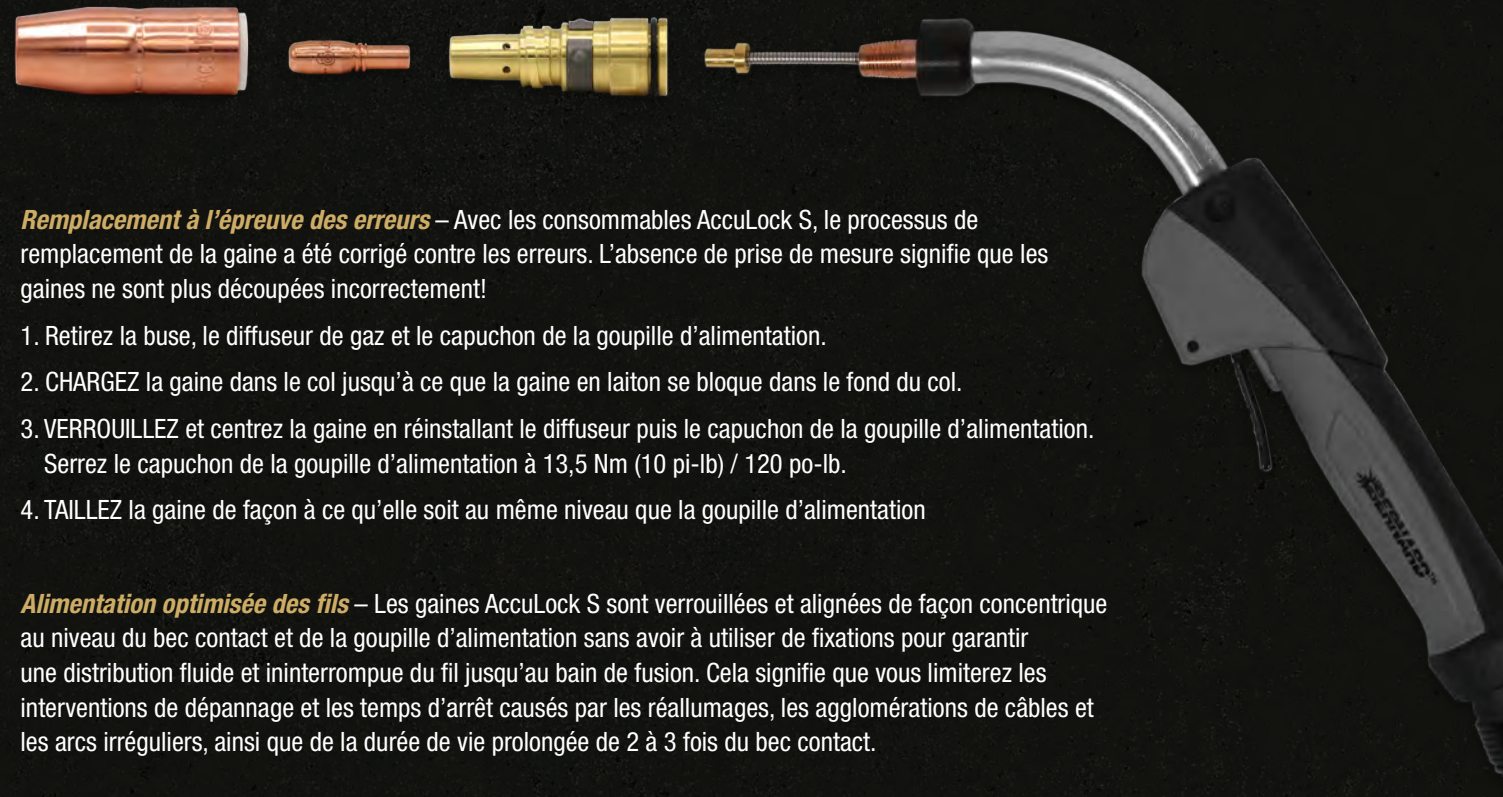 Remplacement à l'épreuve des erreurs – Avec les consommables AccuLock S, le processus de
remplacement de la gaine a été corrigé contre les erreurs. L'absence de prise de mesure signifie que les
gaines ne sont plus découpées incorrectement!
1. Retirez la buse, le diffuseur de gaz et le capuchon de la goupille d'alimentation.
2. CHARGEZ la gaine dans le col jusqu'à ce que la gaine en laiton se bloque dans le fond du col.
3. VERROUILLEZ et centrez la gaine en réinstallant le diffuseur puis le capuchon de la goupille d'alimentation.
Serrez le capuchon de la goupille d'alimentation à 13,5 Nm (10 pi-lb) / 120 po-lb.
4. TAILLEZ la gaine de façon à ce qu'elle soit au même niveau que la goupille d'alimentation
BERNARD™
Alimentation optimisée des fils – Les gaines AccuLock S sont verrouillées et alignées de façon concentrique
au niveau du bec contact et de la goupille d'alimentation sans avoir à utiliser de fixations pour garantir
une distribution fluide et ininterrompue du fil jusqu'au bain de fusion. Cela signifie que vous limiterez les
interventions de dépannage et les temps d'arrêt causés par les réallumages, les agglomérations de câbles et
les arcs irréguliers, ainsi que de la durée de vie prolongée de 2 à 3 fois du bec contact.